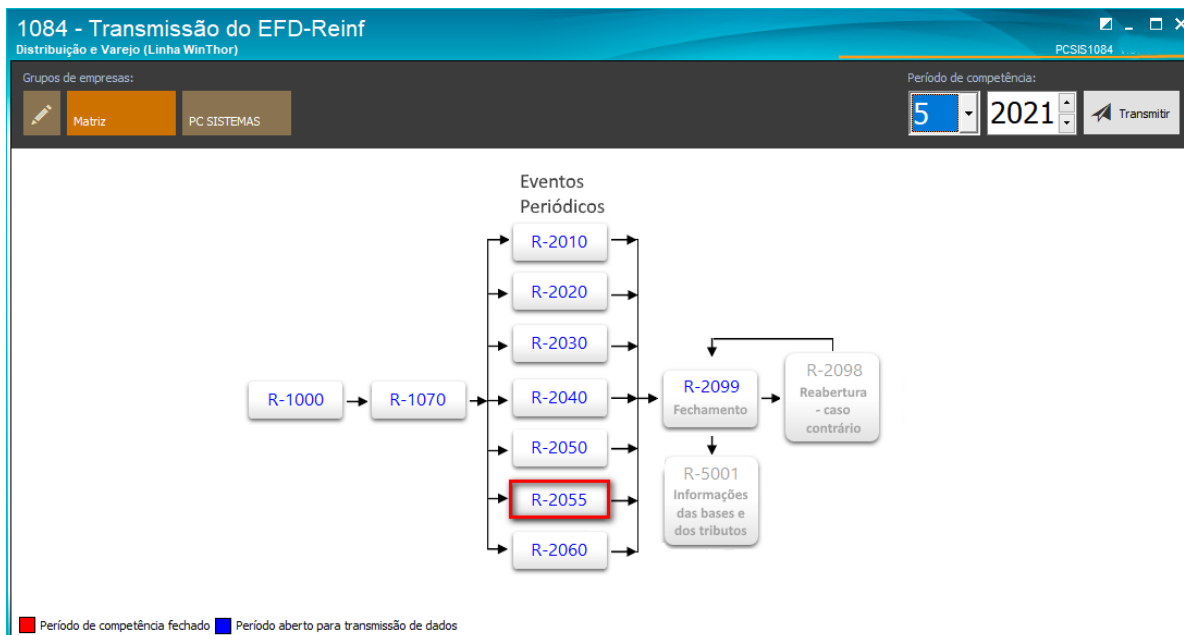 1084 - Transmissão do EFD-Reinf
Distribuição e Varejo (Linha WinThor)
PCSIS1084
Grupos de empresas:
Período de competência:
Matriz
PC SISTEMAS
5
2021
Transmitir
Eventos
Periódicos
R-2010
R-2020
R-2030
R-1000
R-1070
R-2040
R-2050
R-2055
R-2060
R-2099
Fechamento
R-2098
Reabertura
- caso
contrário
R-5001
Informações
das bases e
dos tributos
Período de competência fechado
Período aberto para transmissão de dados